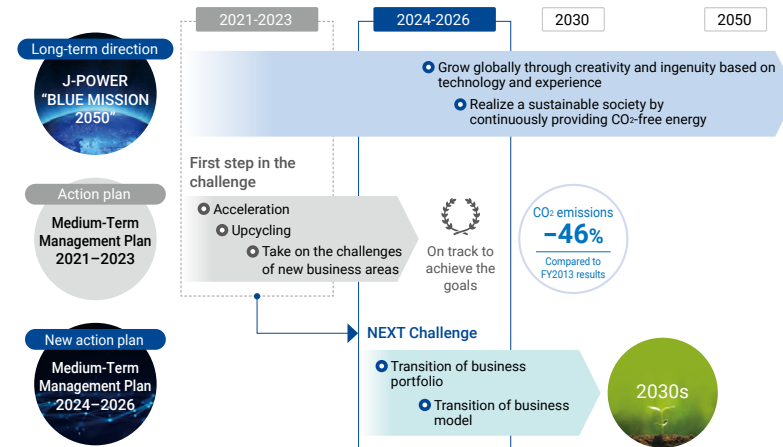 2021-2023
2024-2026
2030
2050
Long-term direction
J-POWER
“BLUE MISSION
2050”
Grow globally through creativity and ingenuity based on
technology and experience
Realize a sustainable society by
continuously providing CO2-free energy
First step in the
challenge
Action plan
Medium-Term
Management Plan
2021–2023
Acceleration
Upcycling
Take on the challenges
of new business areas
On track to
achieve the
goals
CO2 emissions
−46%
Compared to
FY2013 results
New action plan
Medium-Term
Management Plan
2024–2026
NEXT Challenge
Transition of business
portfolio
Transition of business
model
2030s